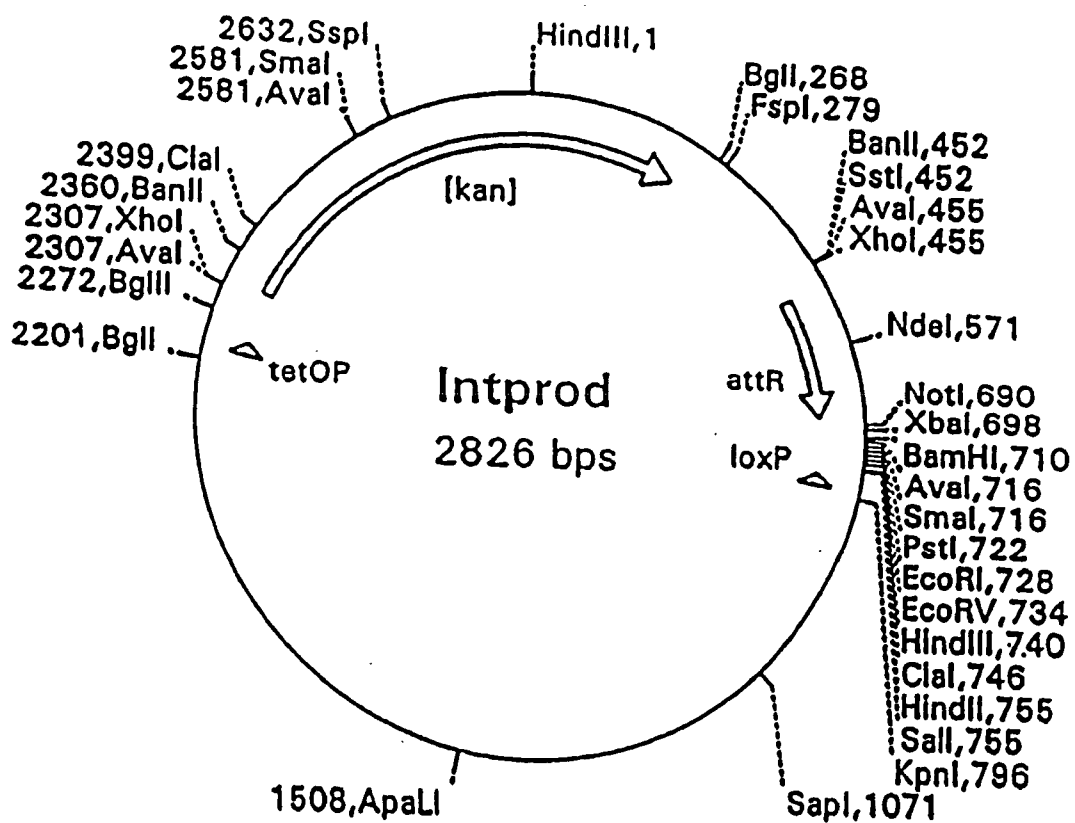 HindIII,1
BglI,268
FspI,279
BanII,452
SstI,452
AvaI,455
XhoI,455
NdeI,571
NotI,690
XbaI,698
BamHI,710
AvaI,716
SmaI,716
PstI,722
EcoRI,728
EcoRV,734
HindIII,740
ClaI,746
HindII,755
SalI,755
KpnI,796
SapI,1071
1508,ApaLI
2201,BglI
2272,BglII
2307,AvaI
2307,XhoI
2360,BanII
2399,ClaI
2581,AvaI
2581,SmaI
2632,SspI
[kan]
tetOP
attR
loxP
Intprod
2826 bps